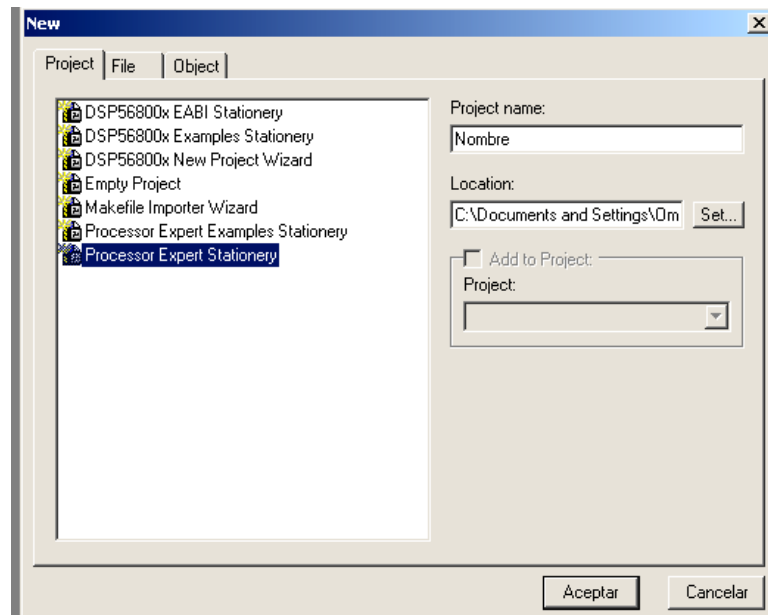 New
Project
File
Object
DSP56800x EABI Stationery
DSP56800x Examples Stationery
DSP56800x New Project Wizard
Empty Project
Makefile Importer Wizard
Processor Expert Examples Stationery
Processor Expert Stationery
Project name:
Nombre
Location:
C:\Documents and Settings\Om
Set...
Add to Project:
Project:
Aceptar
Cancelar